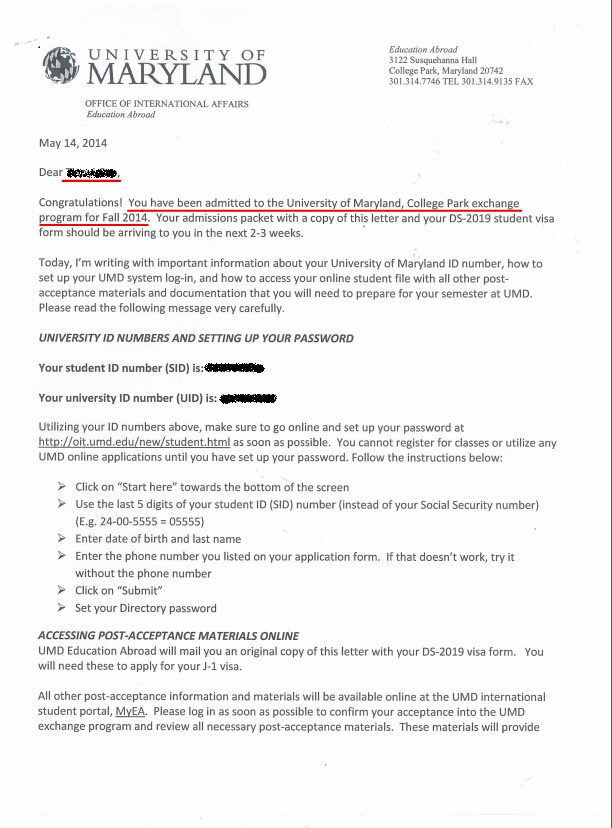 UNIVERSITY OF
MARYLAND
OFFICE OF INTERNATIONAL AFFAIRS
Education Abroad
Education Abroad
3122 Susquehanna Hall
College Park, Maryland 20742
301.314.7746 TEL 301.314.9135 FAX
May 14, 2014
Dear
Congratulations! You have been admitted to the University of Maryland, College Park exchange
program for Fall 2014. Your admissions packet with a copy of this letter and your DS-2019 student visa
form should be arriving to you in the next 2-3 weeks.
Today, I'm writing with important information about your University of Maryland ID number, how to
set up your UMD system log-in, and how to access your online student file with all other post-
acceptance materials and documentation that you will need to prepare for your semester at UMD.
Please read the following message very carefully.
UNIVERSITY ID NUMBERS AND SETTING UP YOUR PASSWORD
Your student ID number (SID) is:
Your university ID number (UID) is:
Utilizing your ID numbers above, make sure to go online and set up your password at
http://oit.umd.edu/new/student.html as soon as possible. You cannot register for classes or utilize any
UMD online applications until you have set up your password. Follow the instructions below:
➢ Click on "Start here" towards the bottom of the screen
➢ Use the last 5 digits of your student ID (SID) number (instead of your Social Security number)
(E.g. 24-00-5555 = 05555)
➢ Enter date of birth and last name
➢ Enter the phone number you listed on your application form. If that doesn't work, try it
without the phone number
➢ Click on "Submit"
➢ Set your Directory password
ACCESSING POST-ACCEPTANCE MATERIALS ONLINE
UMD Education Abroad will mail you an original copy of this letter with your DS-2019 visa form. You
will need these to apply for your J-1 visa.
All other post-acceptance information and materials will be available online at the UMD international
student portal, MyEA. Please log in as soon as possible to confirm your acceptance into the UMD
exchange program and review all necessary post-acceptance materials. These materials will provide